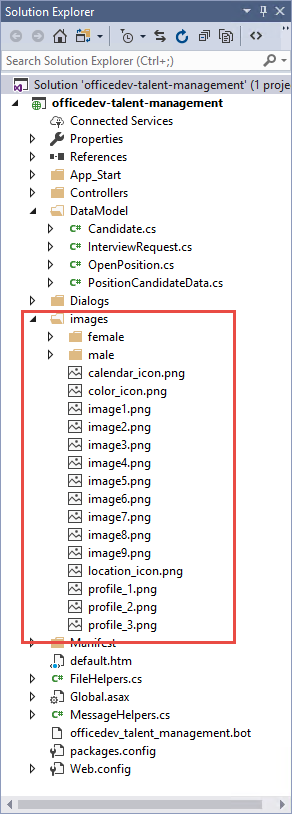 Solution Explorer
Search Solution Explorer (Ctrl+;)
Solution 'officedev-talent-management' (1 proje
officedev-talent-management
Connected Services
Properties
References
App_Start
Controllers
DataModel
C# Candidate.cs
C# InterviewRequest.cs
C# OpenPosition.cs
C# PositionCandidateData.cs
Dialogs
images
female
male
calendar_icon.png
color_icon.png
image1.png
image2.png
image3.png
image4.png
image5.png
image6.png
image7.png
image8.png
image9.png
location_icon.png
profile_1.png
profile_2.png
profile_3.png
Manifest
default.htm
C# FileHelpers.cs
Global.asax
C# MessageHelpers.cs
officedev_talent_management.bot
packages.config
Web.config